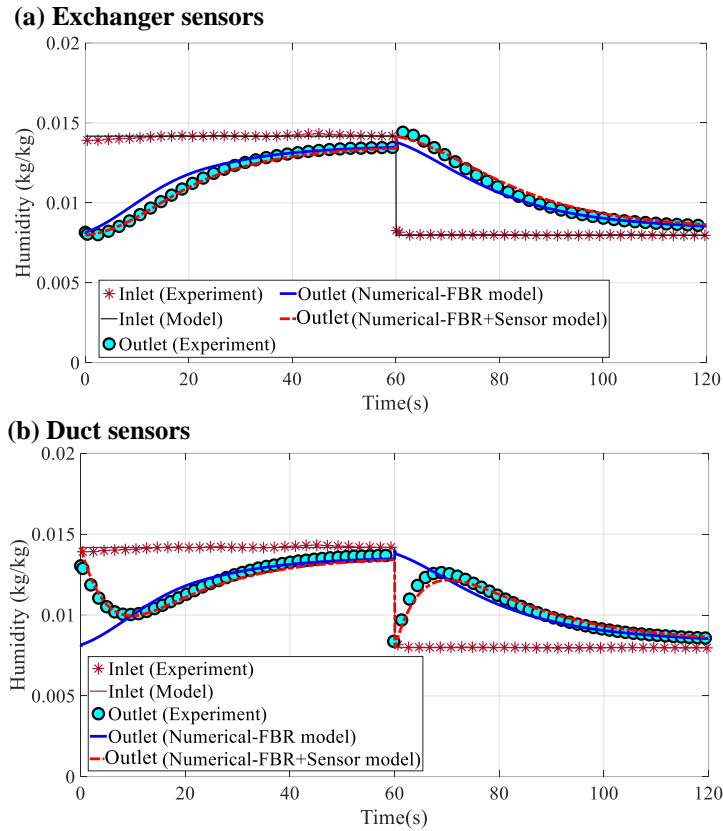 (a) Exchanger sensors
0.02
0.015
0.01
0.005
0
Humidity (kg/kg)
Inlet (Experiment)
Inlet (Model)
Outlet (Experiment)
Outlet (Numerical-FBR model)
Outlet (Numerical-FBR+Sensor model)
0 20 40 60 80 100 120
Time(s)
(b) Duct sensors
0.02
0.015
0.01
0.005
0
Humidity (kg/kg)
Inlet (Experiment)
Inlet (Model)
Outlet (Experiment)
Outlet (Numerical-FBR model)
Outlet (Numerical-FBR+Sensor model)
0 20 40 60 80 100 120
Time(s)